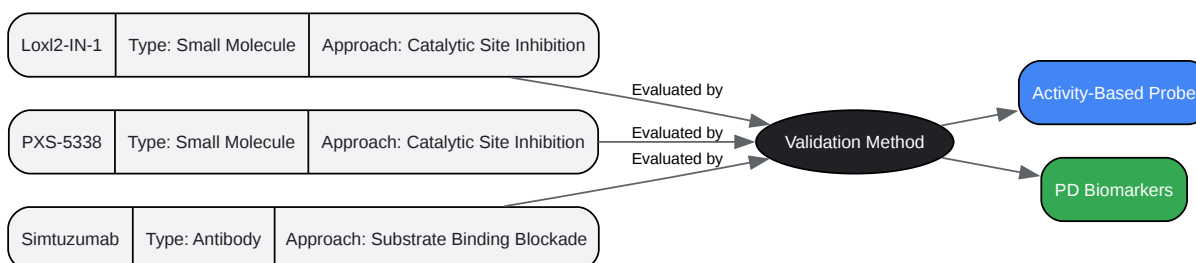 Loxl2-IN-1 Type: Small Molecule Approach: Catalytic Site Inhibition
Evaluated by
Activity-Based Probe
PXS-5338 Type: Small Molecule Approach: Catalytic Site Inhibition
Evaluated by
Validation Method
Evaluated by
PD Biomarkers
Simtuzumab Type: Antibody Approach: Substrate Binding Blockade